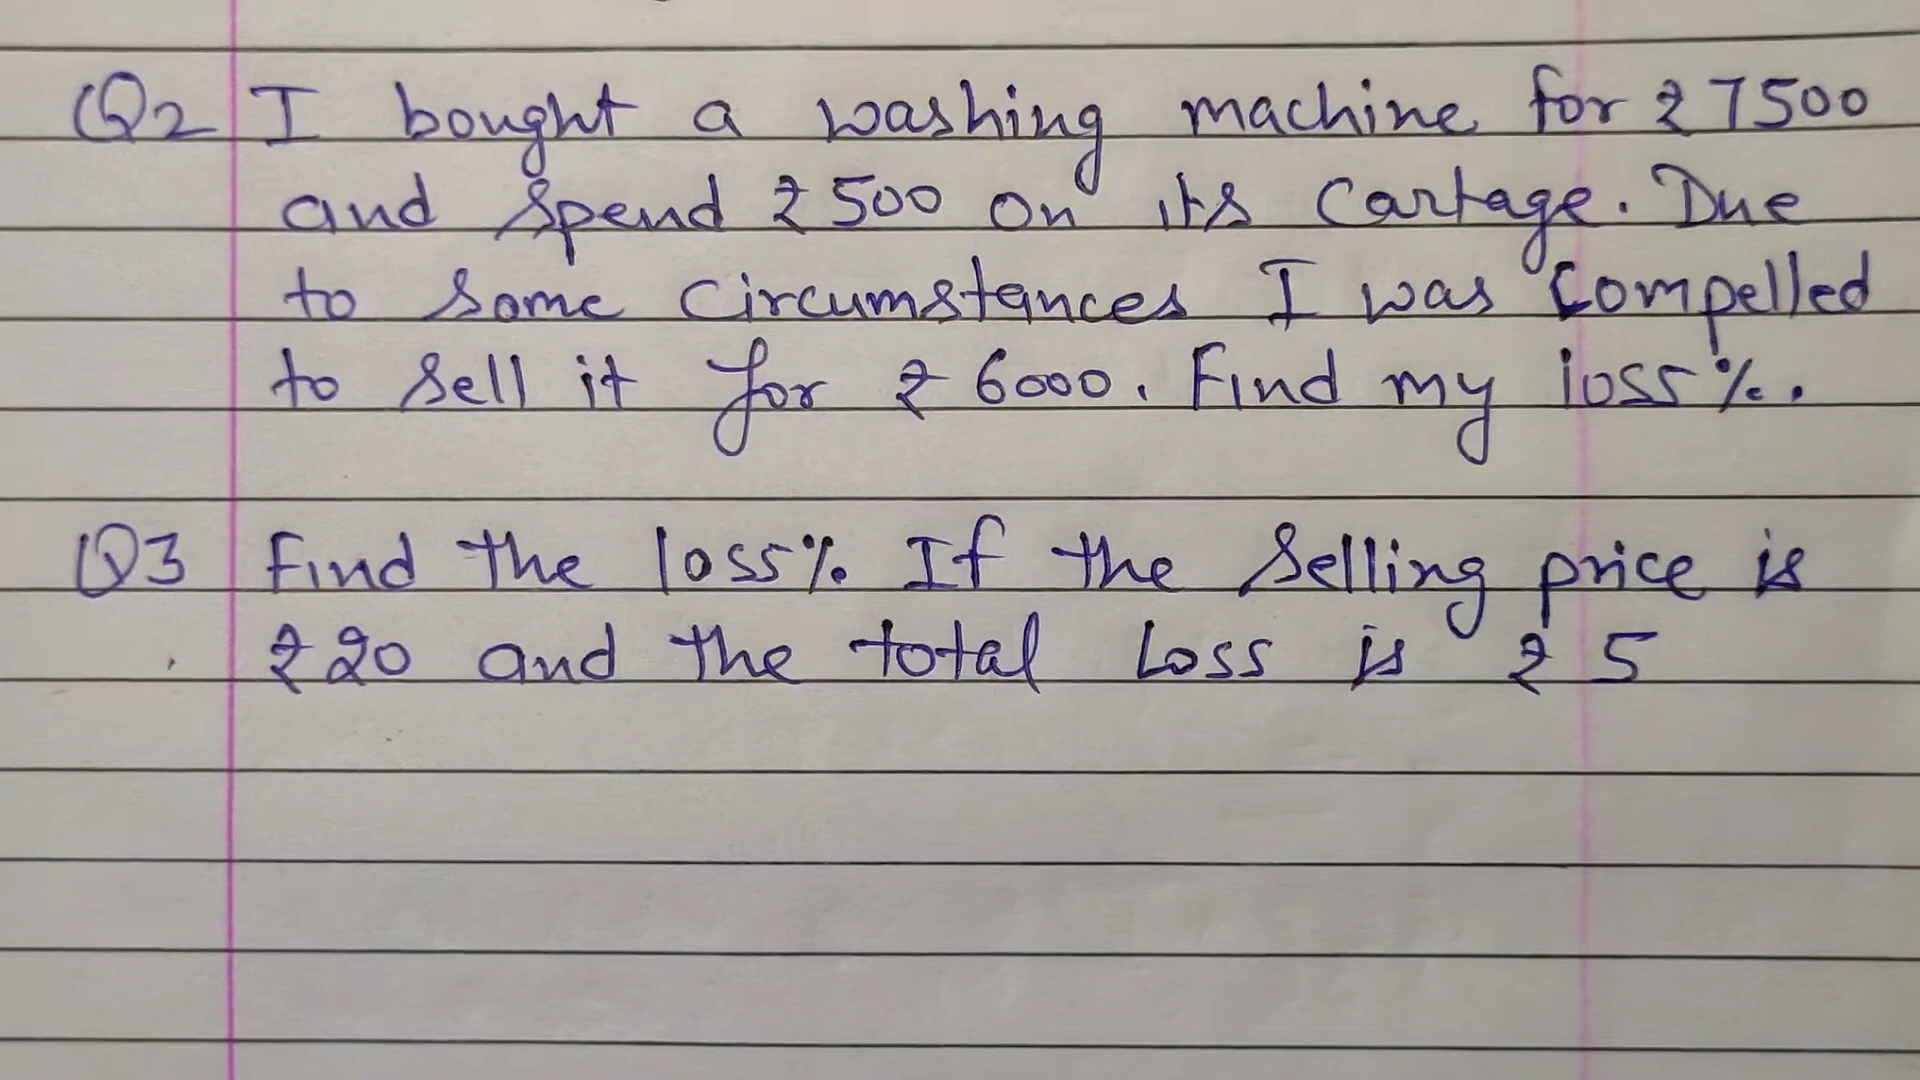 Q2 I bought a washing machine for ₹7500
and spend ₹500 on its Cartage. Due
to some circumstances I was compelled
to sell it for ₹ 6000. Find my loss%.
Q3 Find the loss% If the selling price is
₹20 and the total Loss is ₹ 5